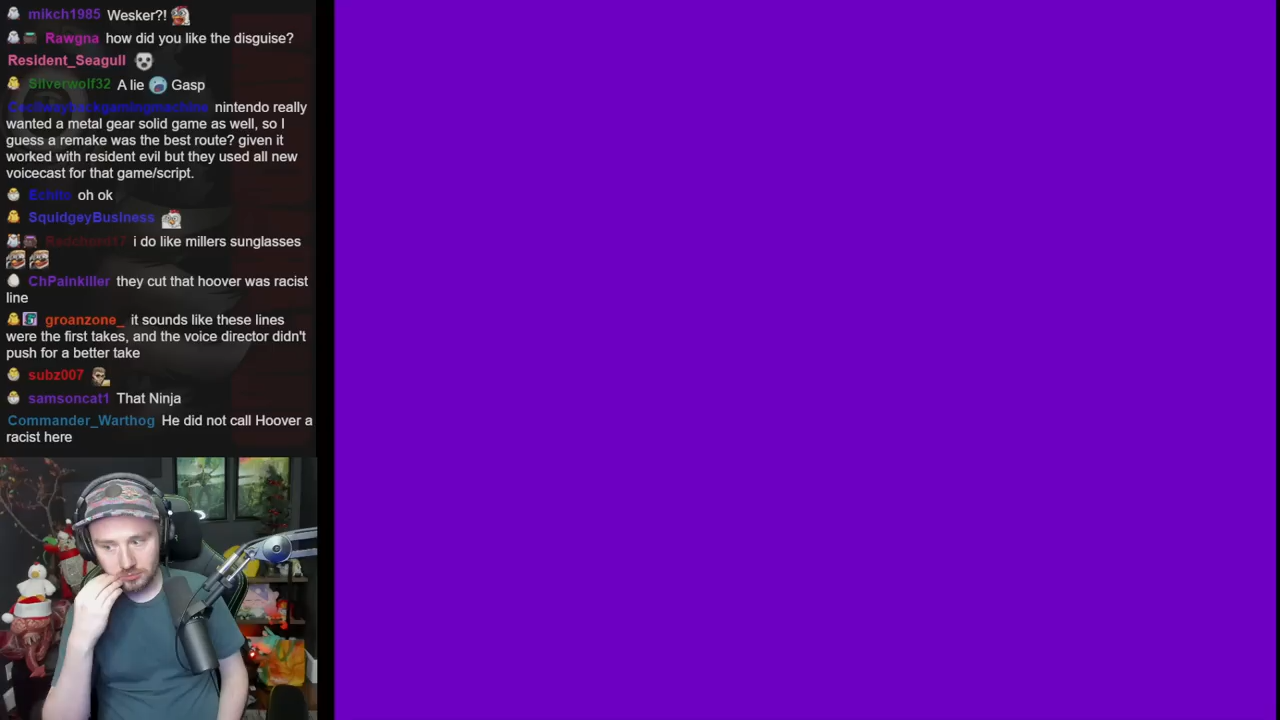 mikch1985 Wesker?!
Rawgna how did you like the disguise?
Resident_Seagull
Silverwolf32 A lie Gasp
Cecilwaybackgamingmachine nintendo really
wanted a metal gear solid game as well, so I
guess a remake was the best route? given it
worked with resident evil but they used all new
voicecast for that game/script.
Echite oh ok
SquidgeyBusiness
Redchord17 i do like millers sunglasses
ChPainkiller they cut that hoover was racist
line
groanzone_ it sounds like these lines
were the first takes, and the voice director didn't
push for a better take
subz007
samsoncat1 That Ninja
Commander_Warthog He did not call Hoover a
racist here